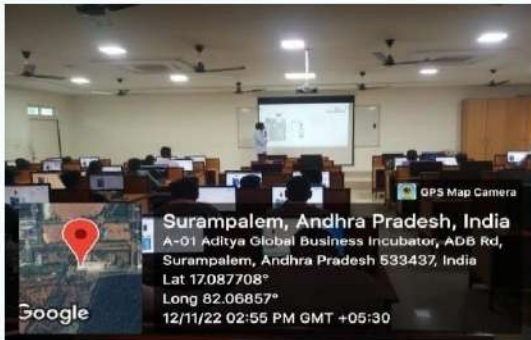 GPS Map Camera
Surampalem, Andhra Pradesh, India
A-01 Aditya Global Business Incubator, ADB Rd,
Surampalem, Andhra Pradesh 533437, India
Lat 17.087708°
Long 82.06857°
12/11/22 02:55 PM GMT +05:30
Google